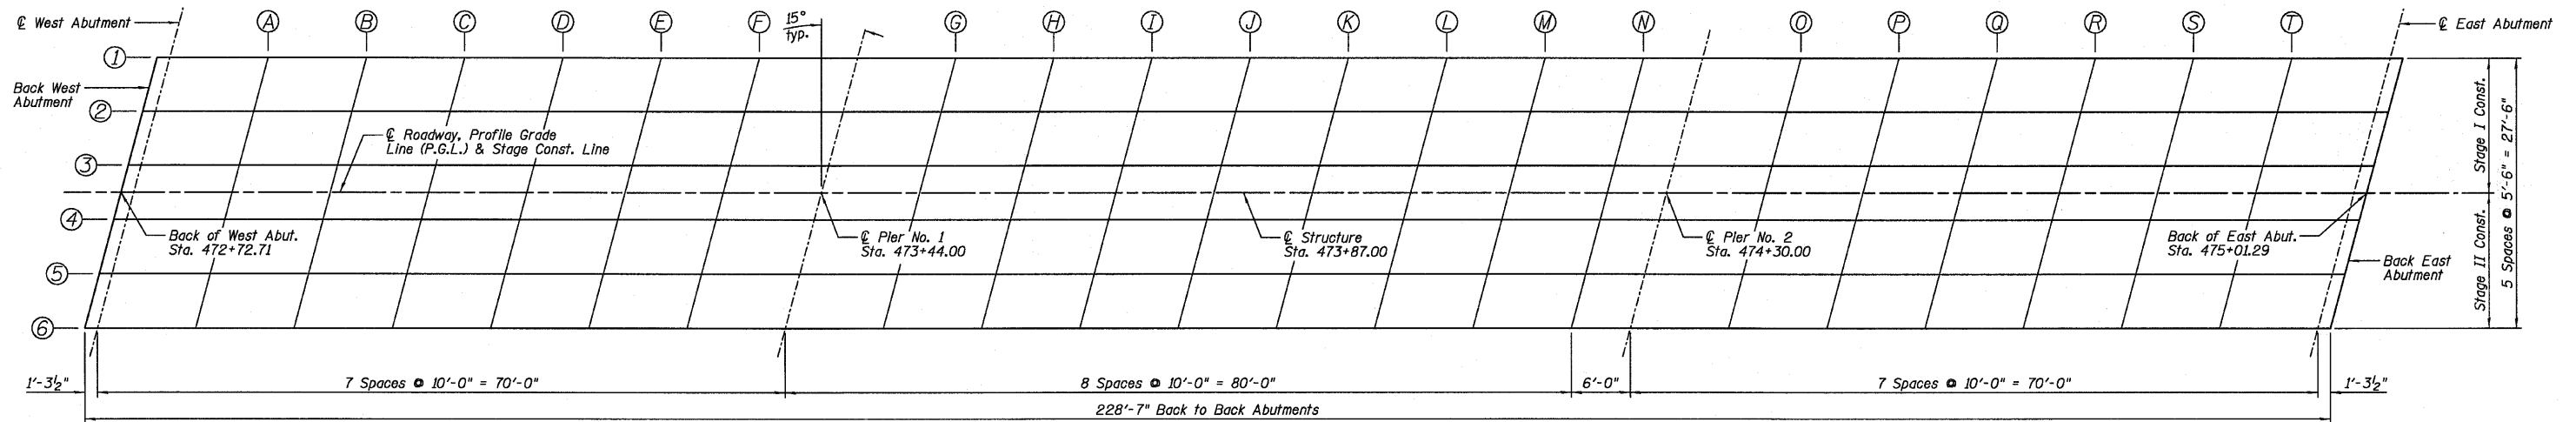 ℄ West Abutment
A
B
C
D
E
F
15°
typ.
G
H
I
J
K
L
M
N
O
P
Q
R
S
T
℄ East Abutment
1
Back West
Abutment
2
℄ Roadway, Profile Grade
Line (P.G.L.) & Stage Const. Line
3
4
Back of West Abut.
Sta. 472+72.71
℄ Pier No. 1
Sta. 473+44.00
℄ Structure
Sta. 473+87.00
℄ Pier No. 2
Sta. 474+30.00
Back of East Abut.
Sta. 475+01.29
Back East
Abutment
5
6
Stage I Const.
Stage II Const.
5 Spaces @ 5'-6" = 27'-6"
1'-3½"
7 Spaces @ 10'-0" = 70'-0"
8 Spaces @ 10'-0" = 80'-0"
6'-0"
7 Spaces @ 10'-0" = 70'-0"
1'-3½"
228'-7" Back to Back Abutments